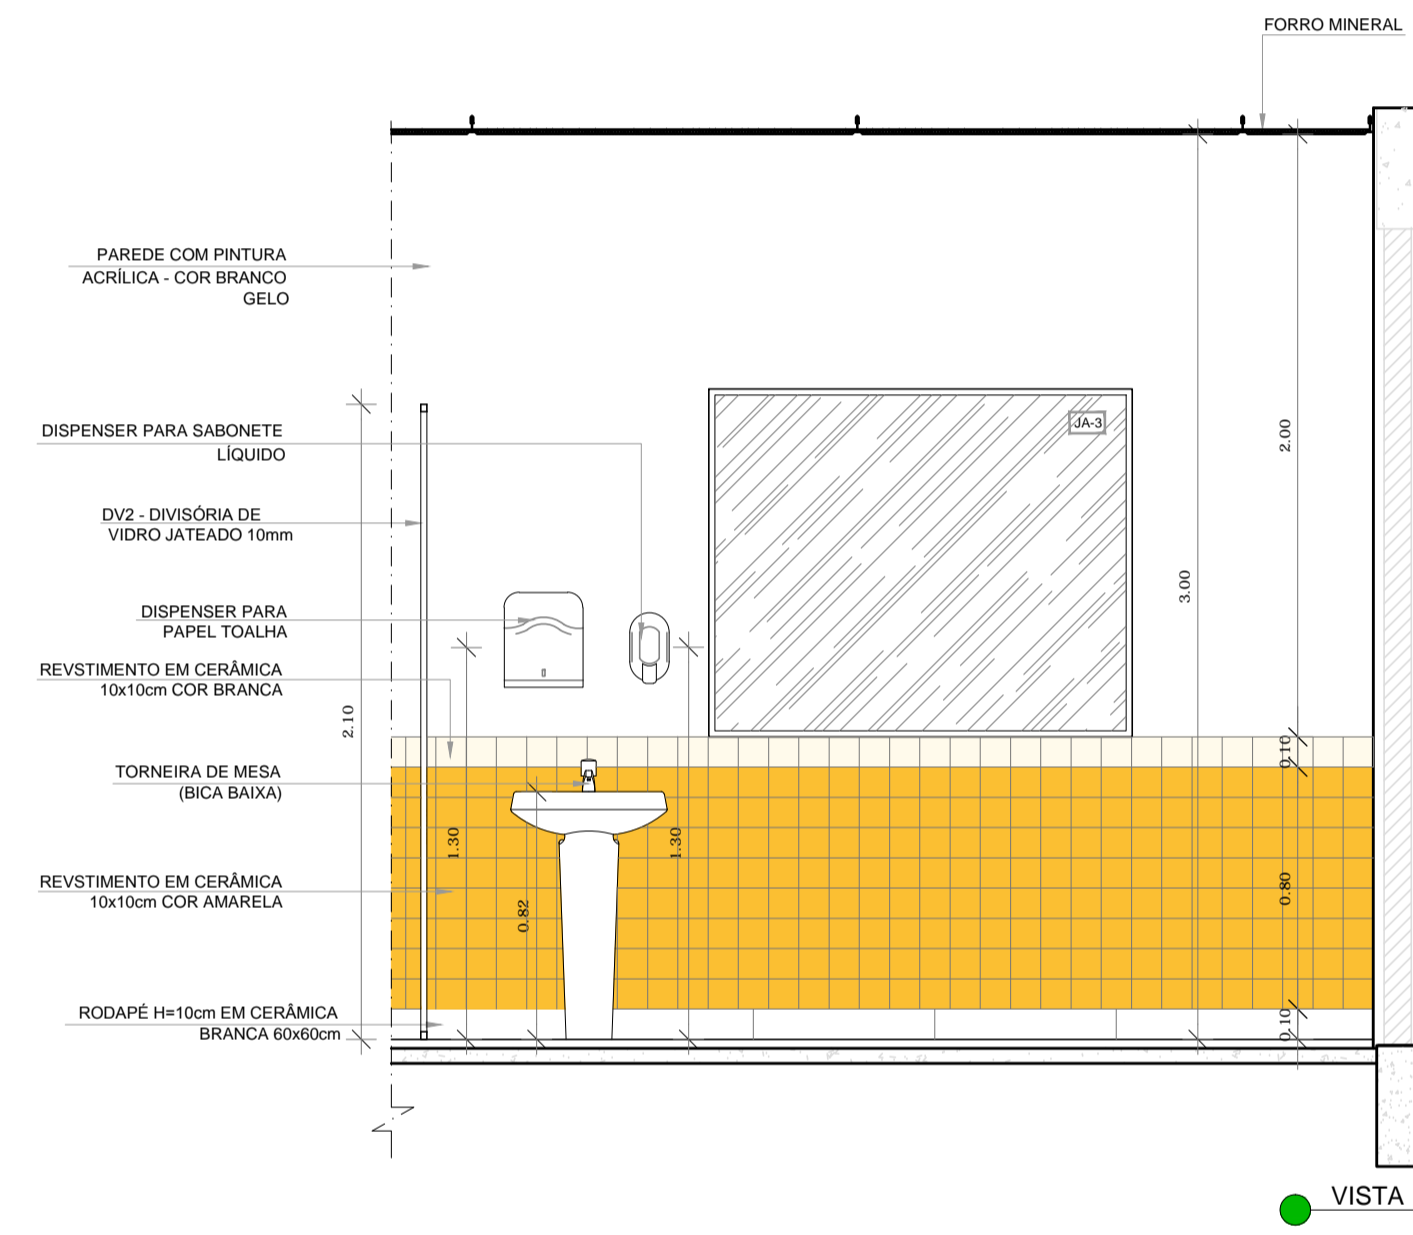 FORRO MINERAL
PAREDE COM PINTURA
ACRÍLICA - COR BRANCO
GELO
JA-3
DISPENSER PARA SABONETE
LÍQUIDO
2.00
DV2 - DIVISÓRIA DE
VIDRO JATEADO 10mm
3.00
DISPENSER PARA
PAPEL TOALHA
REVSTIMENTO EM CERÂMICA
10x10cm COR BRANCA
2.10
0.10
TORNEIRA DE MESA
(BICA BAIXA)
1.30
1.30
REVSTIMENTO EM CERÂMICA
10x10cm COR AMARELA
0.80
0.82
RODAPÉ H=10cm EM CERÂMICA
BRANCA 60x60cm
0.10
VISTA